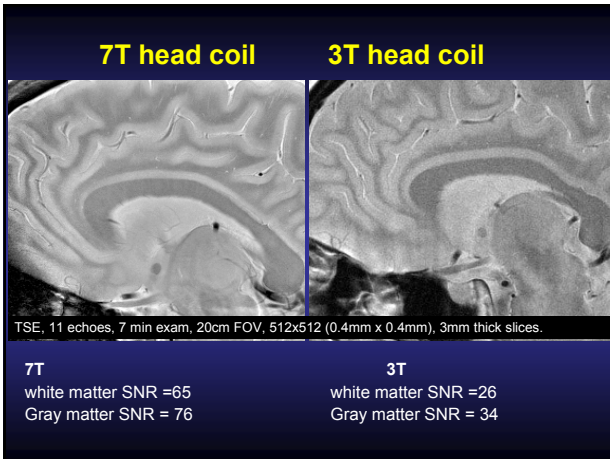 7T head coil 3T head coil
TSE, 11 echoes, 7 min exam, 20cm FOV, 512x512 (0.4mm x 0.4mm), 3mm thick slices.
7T
white matter SNR =65
Gray matter SNR = 76
3T
white matter SNR =26
Gray matter SNR = 34